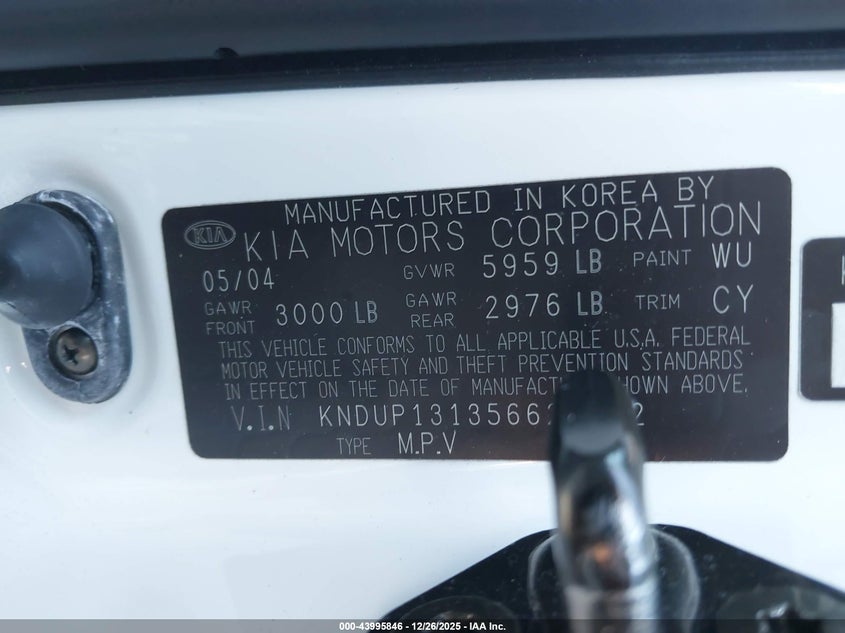 MANUFACTURED IN KOREA BY
KIA KIA MOTORS CORPORATION
05/04 GVWR 5959 LB PAINT WU
GAWR FRONT 3000 LB GAWR REAR 2976 LB TRIM CY
THIS VEHICLE CONFORMS TO ALL APPLICABLE U.S.A. FEDERAL
MOTOR VEHICLE SAFETY AND THEFT PREVENTION STANDARDS
IN EFFECT ON THE DATE OF SHOWN ABOVE.
V.I.N
TYPE M.P.V
000-43995846 - 12/26/2025 - IAA Inc.